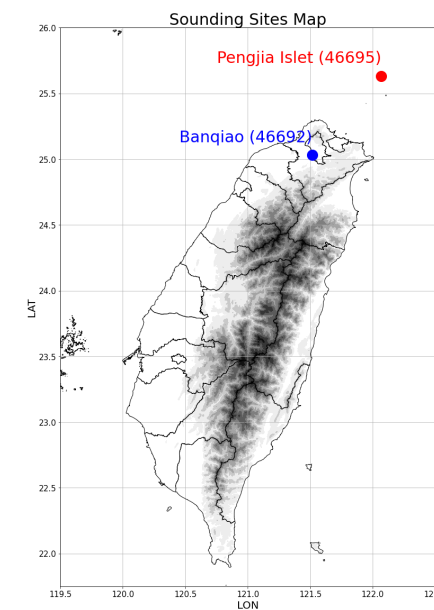 Sounding Sites Map
26.0
Pengjia Islet (46695)
25.5
Banqiao (46692)
25.0
24.5
24.0
LAT
23.5
23.0
22.5
22.0
119.5 120.0 120.5 121.0 121.5 122.0
LON